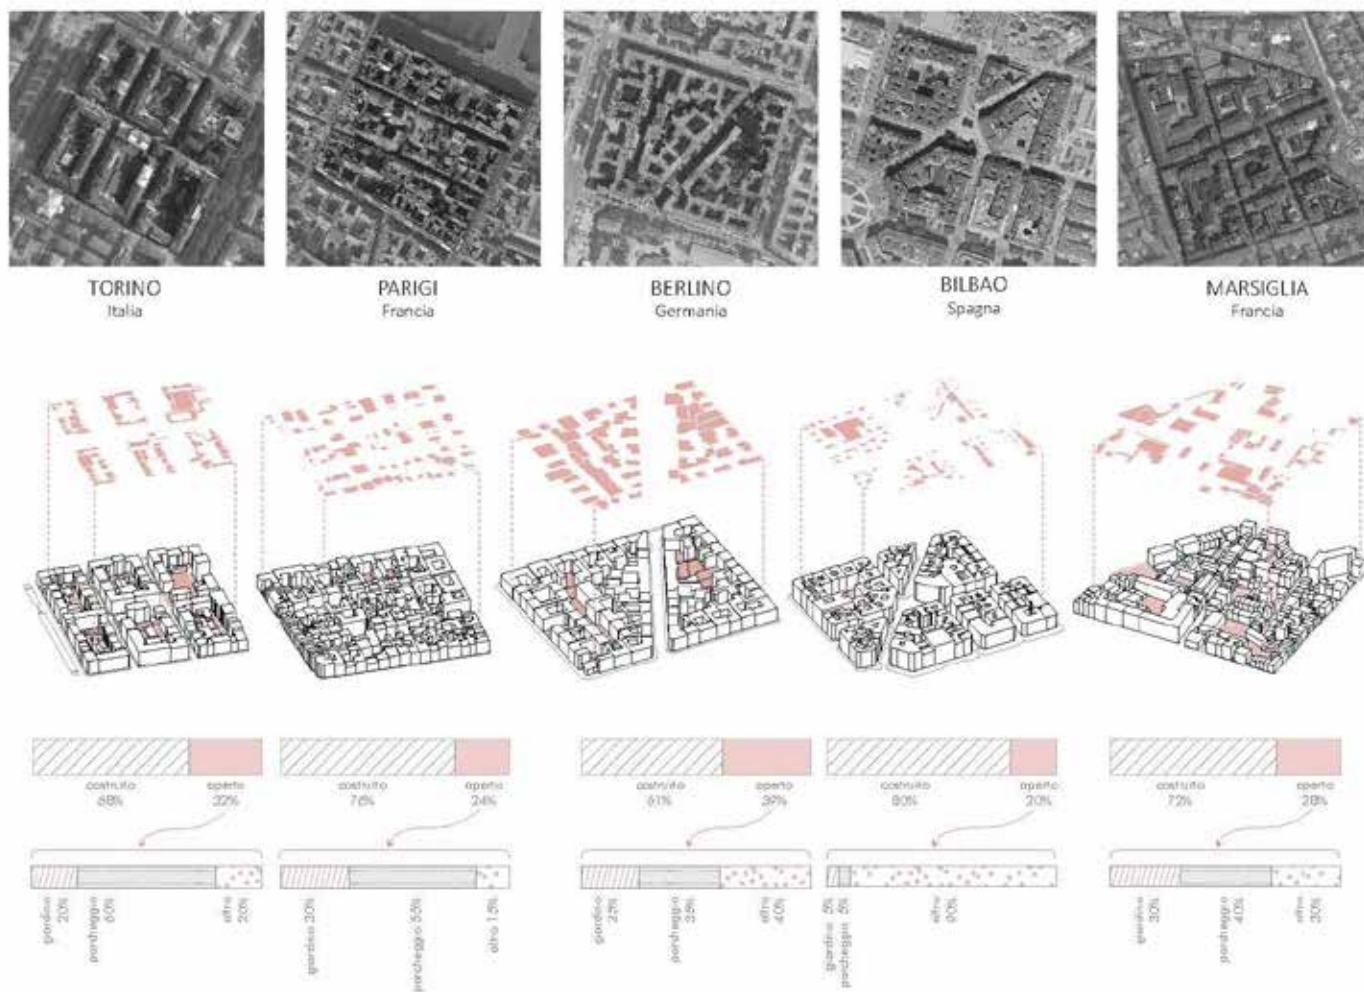 TORINO
Italia
PARIGI
Francia
BERLINO
Germania
BILBAO
Spagna
MARSIGLIA
Francia
costruito
68%
aperto
32%
costruito
76%
aperto
24%
costruito
61%
aperto
39%
costruito
80%
aperto
20%
costruito
72%
aperto
28%
giardino
20%
parcheggio
60%
altro
20%
giardino 30%
parcheggio 55%
altro 15%
giardino
25%
parcheggio
35%
altro
40%
giardino 5%
parcheggio 5%
altro
90%
giardino
30%
parcheggio
40%
altro
30%